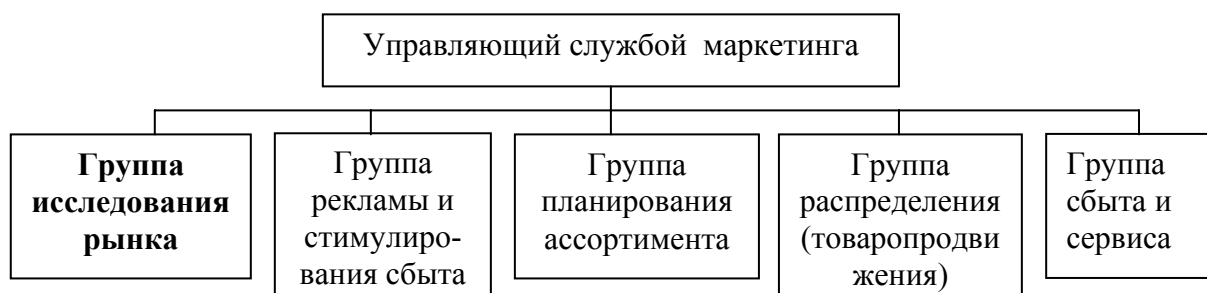 Управляющий службой маркетинга
Группа
исследования
рынка
Группа
рекламы и
стимулиро-
вания сбыта
Группа
планирования
ассортимента
Группа
распределения
(товаропродви
жения)
Группа
сбыта и
сервиса